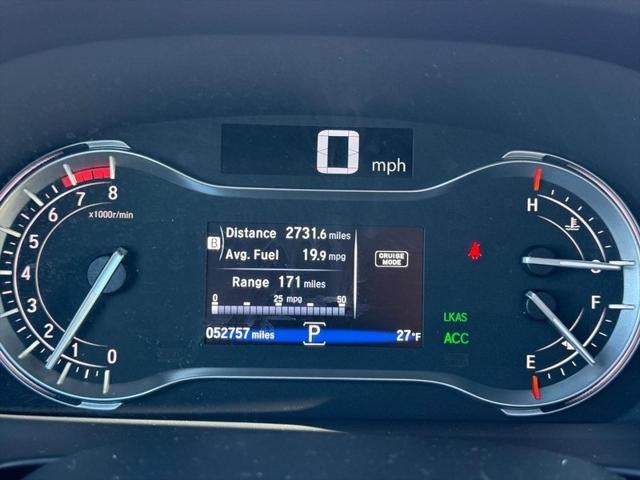 0 mph
8
7
6
5
4
3
2
1
0
x1000r/min
B
Distance 2731.6 miles
Avg. Fuel 19.9 mpg
Range 171 miles
0 25 mpg 50
CRUISE MODE
052757 miles P 27°F
LKAS
ACC
H
C
F
E